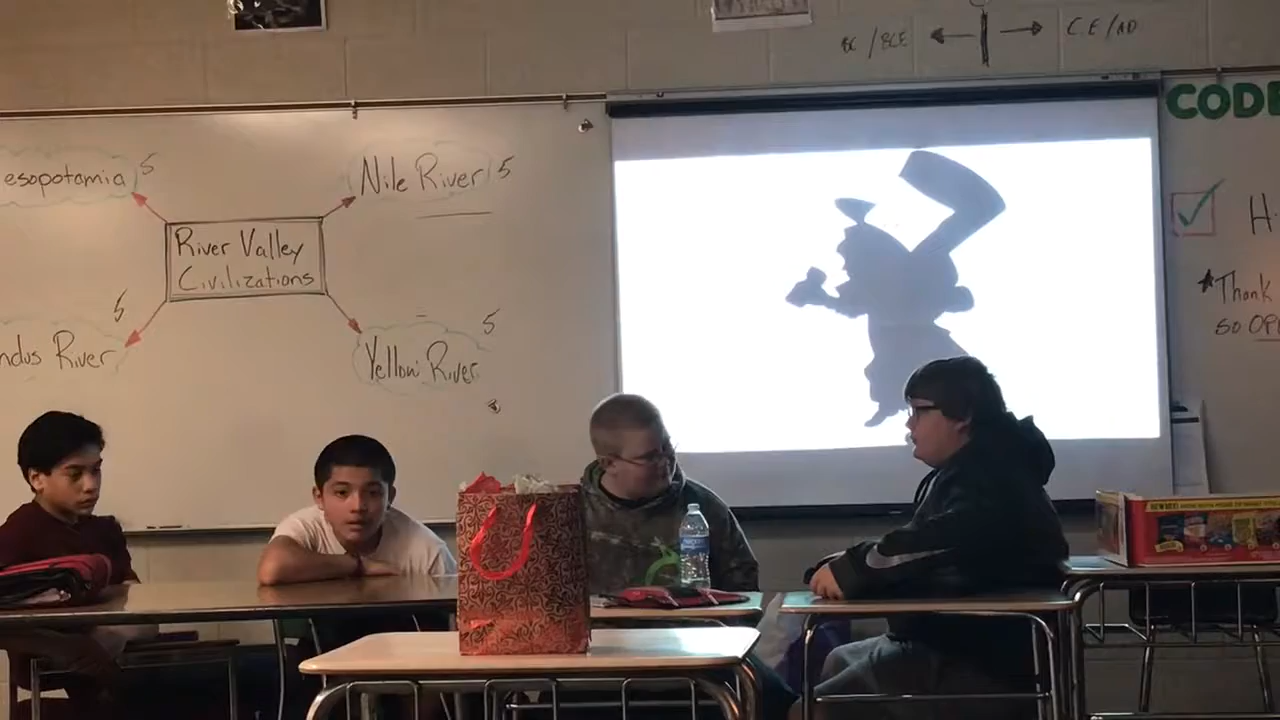 BC/BCE
CE/AD
CODE
esopotamia 5
Nile River 5
River Valley
Civilizations
5
5
ndus River
Yellow River
H
*Thank
so OP